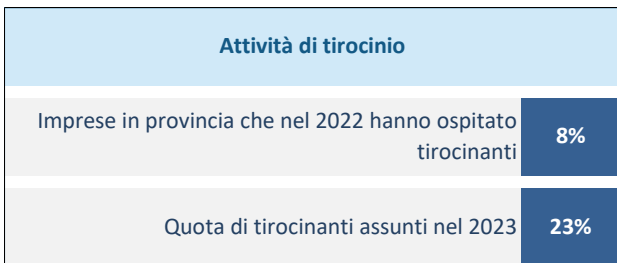 Attività di tirocinio
Imprese in provincia che nel 2022 hanno ospitato
tirocinanti
8%
Quota di tirocinanti assunti nel 2023
23%